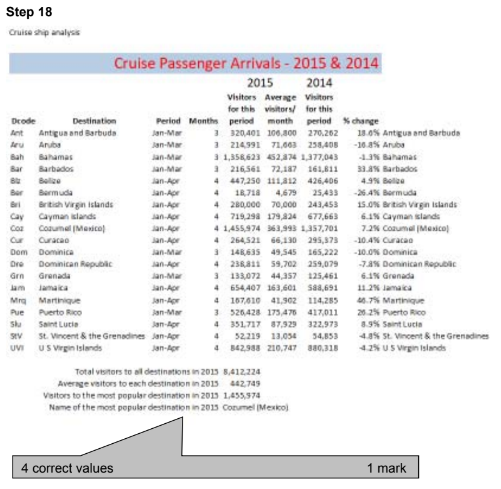 Step 18
Cruise ship analysis
Cruise Passenger Arrivals - 2015 & 2014
2015 2014
Visitors Average Visitors
for this visitors/ for this
Dcode Destination Period Months period month period % change
Ant Antigua and Barbuda Jan-Mar 3 320,401 106,800 270,262 18.6% Antigua and Barbuda
Aru Aruba Jan-Mar 3 214,991 71,663 258,408 -16.8% Aruba
Bah Bahamas Jan-Mar 3 1,358,623 452,874 1,377,043 -1.3% Bahamas
Bar Barbados Jan-Mar 3 216,561 72,187 161,811 33.8% Barbados
Blz Belize Jan-Apr 4 447,250 111,812 426,406 4.9% Belize
Ber Bermuda Jan-Apr 4 18,718 4,679 25,433 -26.4% Bermuda
Bri British Virgin Islands Jan-Apr 4 280,000 70,000 243,453 15.0% British Virgin Islands
Cay Cayman Islands Jan-Apr 4 719,298 179,824 677,663 6.1% Cayman Islands
Coz Cozumel (Mexico) Jan-Apr 4 1,455,974 363,993 1,357,701 7.2% Cozumel (Mexico)
Cur Curacao Jan-Apr 4 264,521 66,130 295,373 -10.4% Curacao
Dom Dominica Jan-Mar 3 148,635 49,545 165,222 -10.0% Dominica
Dre Dominican Republic Jan-Apr 4 238,811 59,702 259,079 -7.8% Dominican Republic
Grn Grenada Jan-Mar 3 133,072 44,357 125,461 6.1% Grenada
Jam Jamaica Jan-Apr 4 654,407 163,601 588,691 11.2% Jamaica
Mrq Martinique Jan-Apr 4 167,610 41,902 114,285 46.7% Martinique
Pue Puerto Rico Jan-Mar 3 526,428 175,476 417,011 26.2% Puerto Rico
Slu Saint Lucia Jan-Apr 4 351,717 87,929 322,973 8.9% Saint Lucia
StV St. Vincent & the Grenadines Jan-Apr 4 52,219 13,054 54,853 -4.8% St. Vincent & the Grenadines
UVI U S Virgin Islands Jan-Apr 4 842,988 210,747 880,318 -4.2% U S Virgin Islands
Total visitors to all destinations in 2015 8,412,224
Average visitors to each destination in 2015 442,749
Visitors to the most popular destination in 2015 1,455,974
Name of the most popular destination in 2015 Cozumel (Mexico)
4 correct values 1 mark